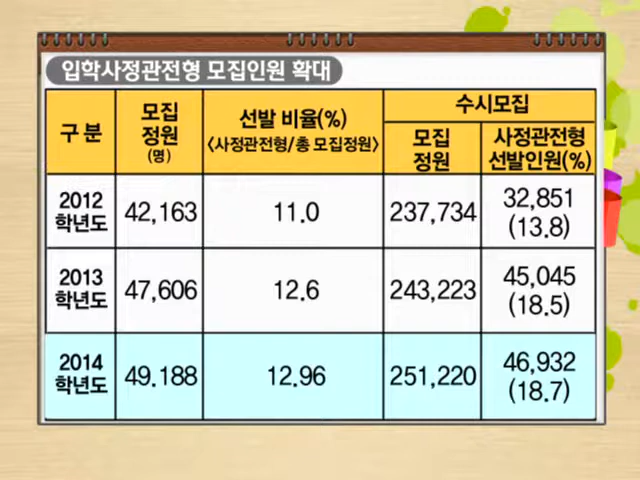 입학사정관전형 모집인원 확대
구분
모집
정원
(명)
선발 비율(%)
<사정관전형/총 모집정원>
수시모집
모집
정원
사정관전형
선발인원(%)
2012
학년도
42,163
11.0
237,734
32,851
(13.8)
2013
학년도
47,606
12.6
243,223
45,045
(18.5)
2014
학년도
49.188
12.96
251,220
46,932
(18.7)